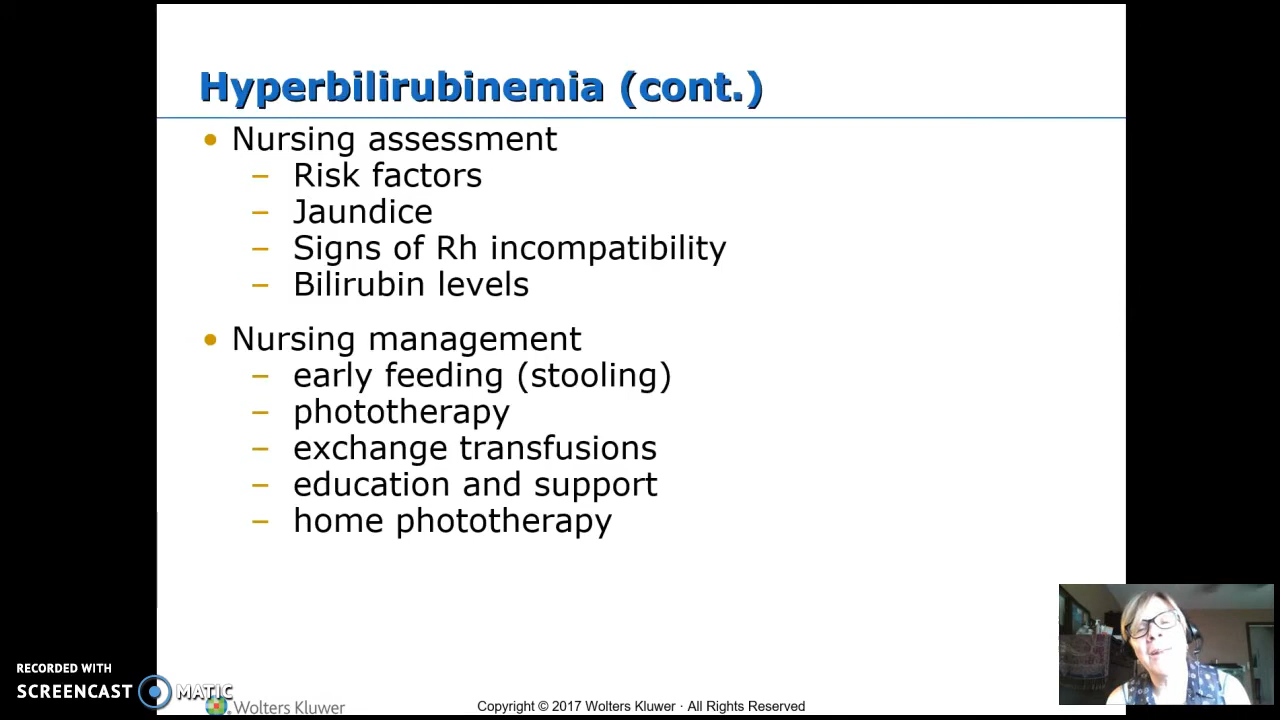 Hyperbilirubinemia (cont.)
• Nursing assessment
– Risk factors
– Jaundice
– Signs of Rh incompatibility
– Bilirubin levels
• Nursing management
– early feeding (stooling)
– phototherapy
– exchange transfusions
– education and support
– home phototherapy
RECORDED WITH
SCREENCAST MATIC
Wolters Kluwer
Copyright © 2017 Wolters Kluwer · All Rights Reserved